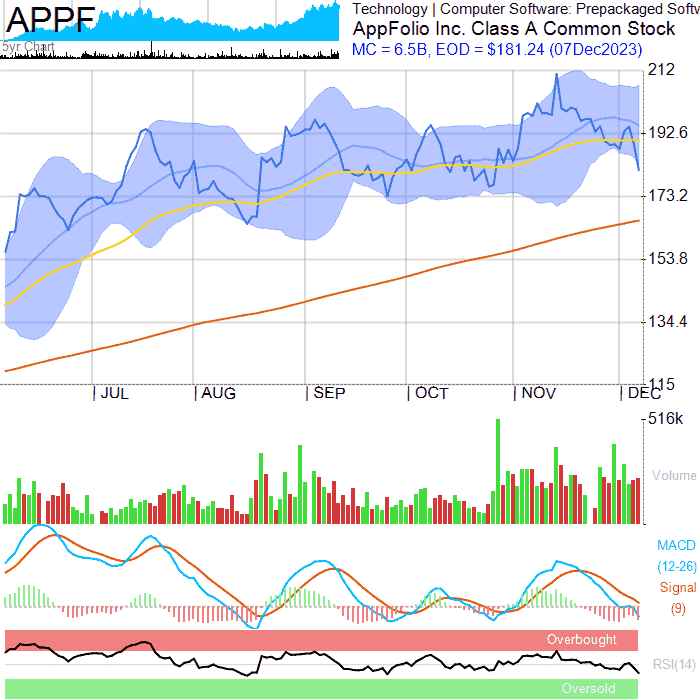 APPF
5yr Chart
Technology | Computer Software: Prepackaged Softw
AppFolio Inc. Class A Common Stock
MC = 6.5B, EOD = $181.24 (07Dec2023)
212
192.6
173.2
153.8
134.4
115
JUL AUG SEP OCT NOV DEC
516k
Volume
MACD
(12-26)
Signal
(9)
Overbought
RSI(14)
Oversold